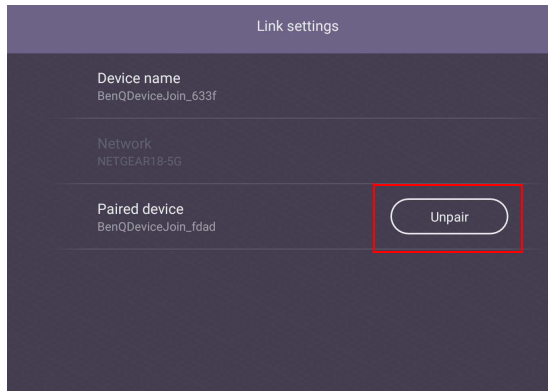 Link settings
Device name
BenQDeviceJoin_633f
Network
NETGEAR18-5G
Paired device
BenQDeviceJoin_fdad
Unpair